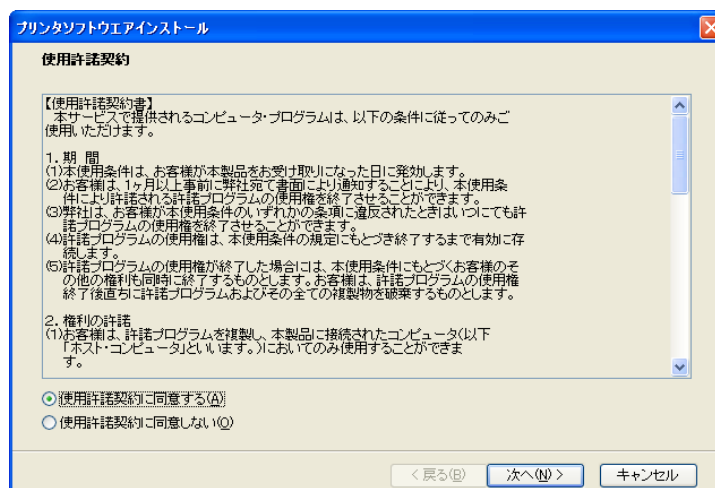 プリンタソフトウエアインストール
使用許諾契約
【使用許諾契約書】
本サービスで提供されるコンピュータ・プログラムは、以下の条件に従ってのみご
使用いただけます。
1. 期 間
(1)本使用条件は、お客様が本製品をお受け取りになった日に発効します。
(2)お客様は、1ヶ月以上事前に弊社宛て書面により通知することにより、本使用条
件により許諾される許諾プログラムの使用権を終了させることができます。
(3)弊社は、お客様が本使用条件のいずれかの条項に違反されたときはいつにても許
諾プログラムの使用権を終了させることができます。
(4)許諾プログラムの使用権は、本使用条件の規定にもとづき終了するまで有効に存
続します。
(5)許諾プログラムの使用権が終了した場合には、本使用条件にもとづくお客様のそ
の他の権利も同時に終了するものとします。お客様は、許諾プログラムの使用権
終了後直ちに許諾プログラムおよびその全ての複製物を破棄するものとします。
2. 権利の許諾
(1)お客様は、許諾プログラムを複製し、本製品に接続されたコンピュータ(以下
「ホスト・コンピュータ」といいます。)においてのみ使用することができま
す。
使用許諾契約に同意する(A)
使用許諾契約に同意しない(O)
< 戻る(B)
次へ(N) >
キャンセル